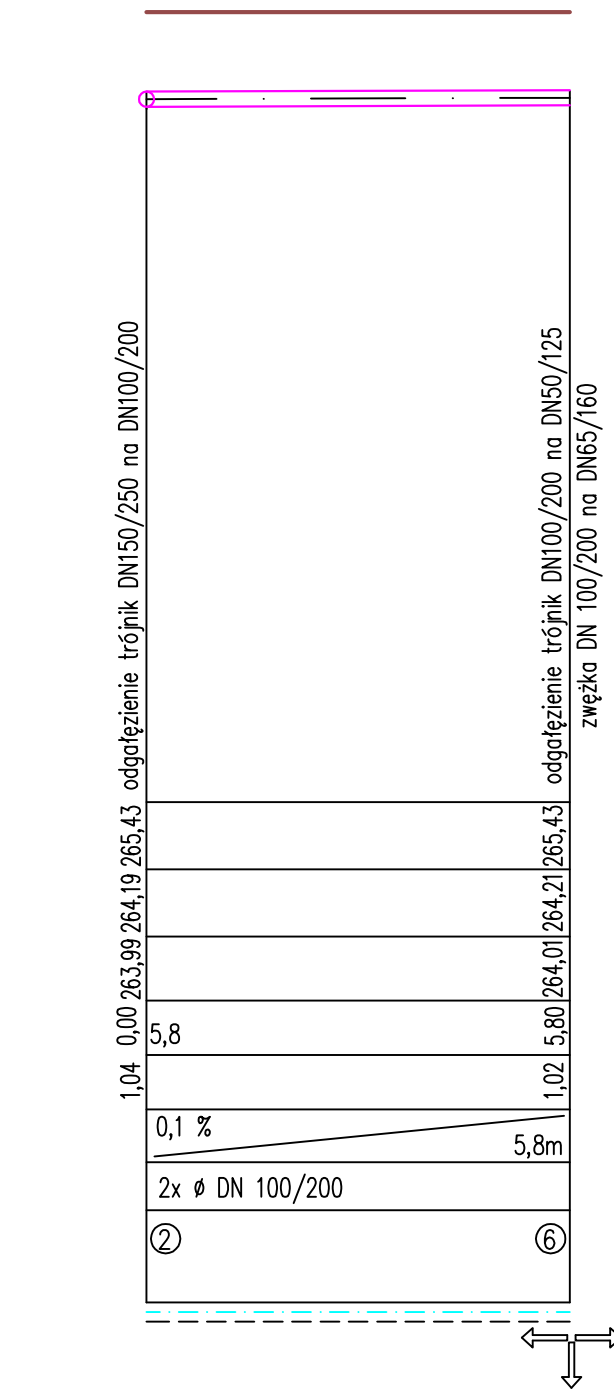 odgałęzienie trójnik DN150/250 na DN100/200
odgałęzienie trójnik DN100/200 na DN50/125
zwężka DN 100/200 na DN65/160
265,43
265,43
264,19
264,21
263,99
264,01
0,00
5,8
5,80
1,04
1,02
0,1 %
5,8m
2x ø DN 100/200
2
6